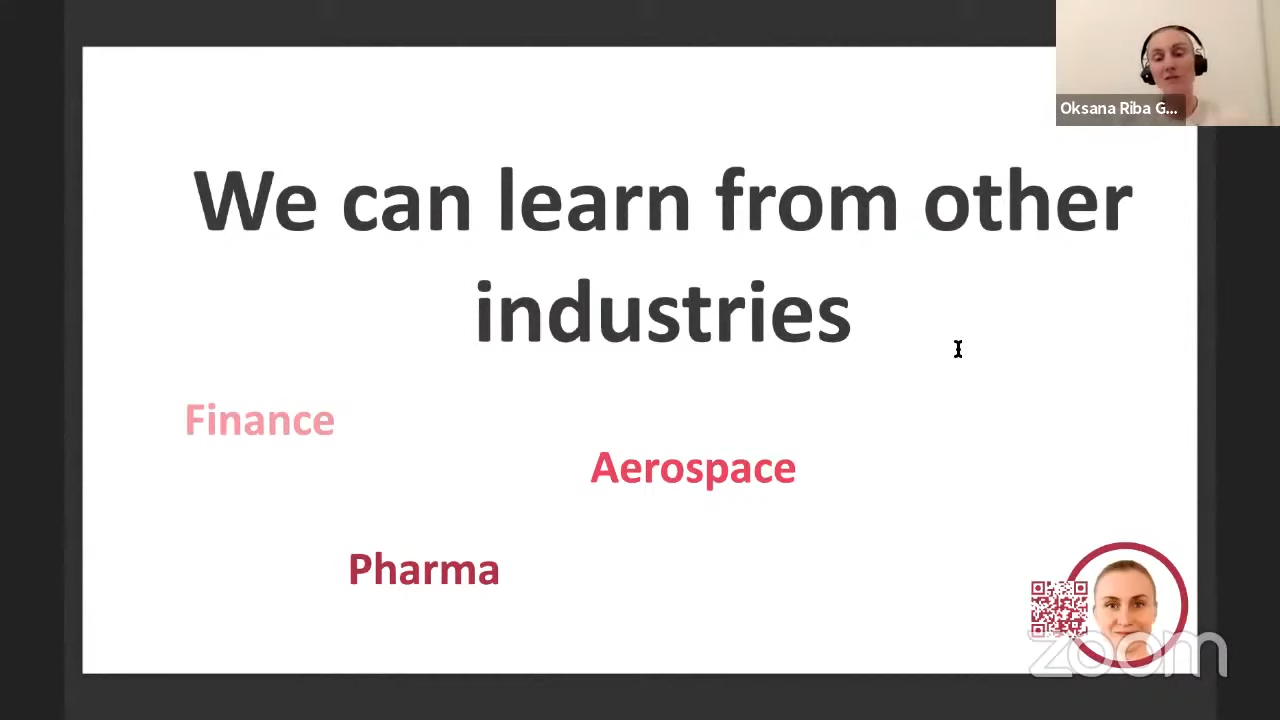 Oksana Riba G...
We can learn from other
industries
Finance
Aerospace
Pharma
zoom